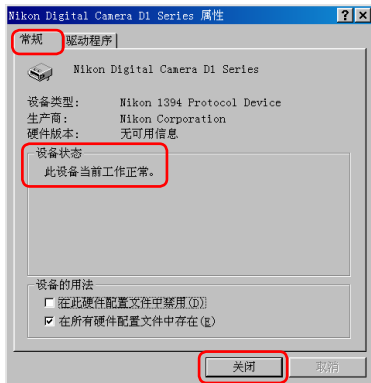 Nikon Digital Camera D1 Series 属性
常规 驱动程序
Nikon Digital Camera D1 Series
设备类型: Nikon 1394 Protocol Device
生产商: Nikon Corporation
硬件版本: 无可用信息
设备状态
此设备当前工作正常。
设备的用法
在此硬件配置文件中禁用(D)
在所有硬件配置文件中存在(E)
关闭 取消